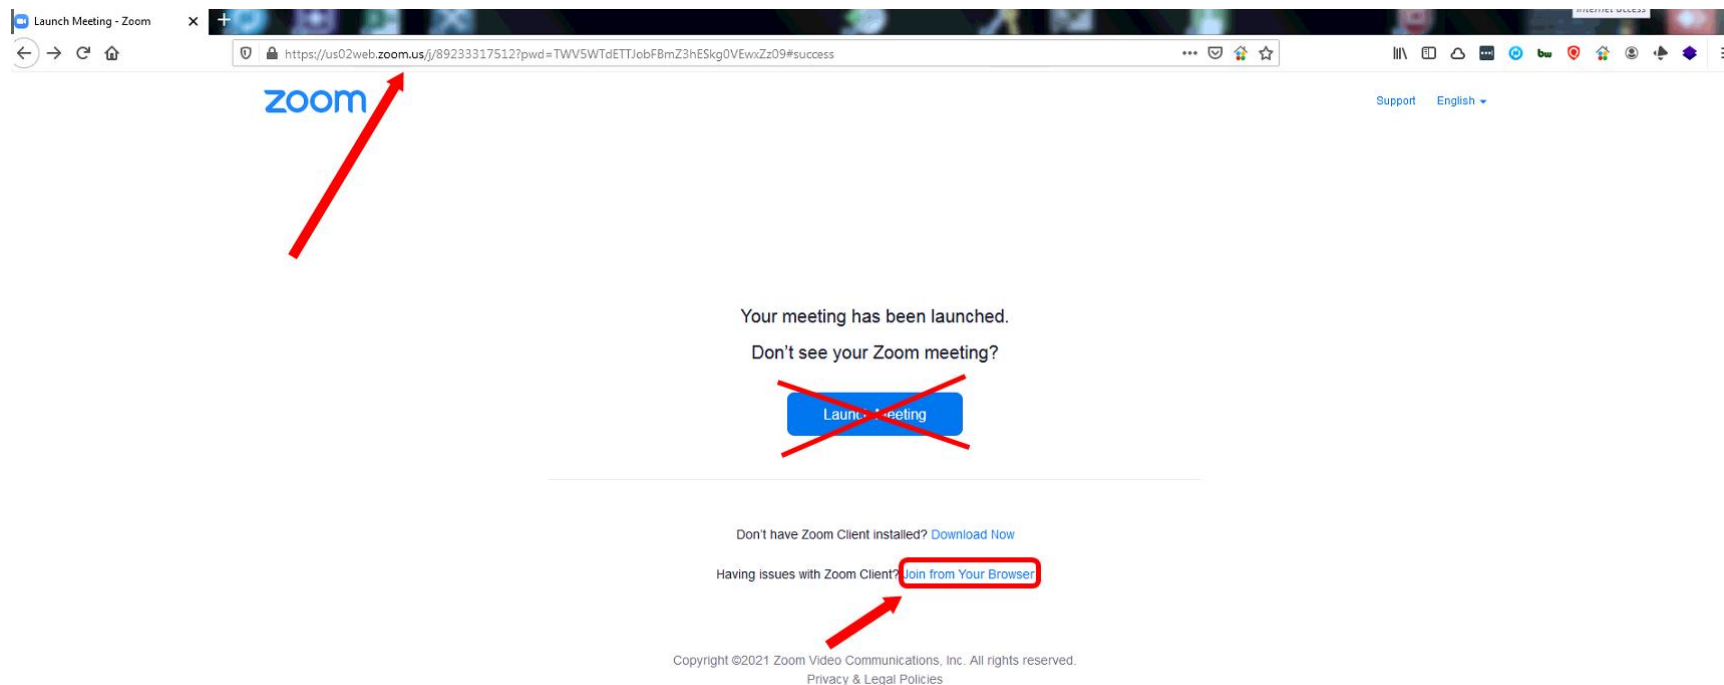 Launch Meeting - Zoom
https://us02web.zoom.us/j/89233317512?pwd=TWV5WTdETTJobFBmZ3hESkg0VEwxZz09#success
zoom
Support English
Your meeting has been launched.
Don't see your Zoom meeting?
Launch Meeting
Don't have Zoom Client installed? Download Now
Having issues with Zoom Client? Join from Your Browser
Copyright ©2021 Zoom Video Communications, Inc. All rights reserved.
Privacy & Legal Policies